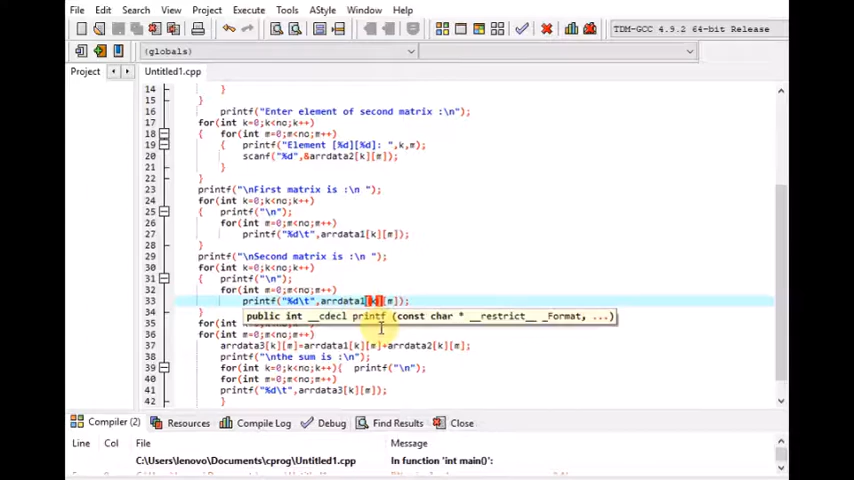 File Edit Search View Project Execute Tools AStyle Window Help
TDM-GCC 4.9.2 64-bit Release
(globals)
Project Untitled1.cpp
14 }
15 }
16 printf("Enter element of second matrix :\n");
17 for(int k=0;k<no;k++)
18 { for(int m=0;m<no;m++)
19 { printf("Element [%d][%d]: ",k,m);
20 scanf("%d",&arrdata2[k][m]);
21 }
22 }
23 printf("\nFirst matrix is :\n ");
24 for(int k=0;k<no;k++)
25 { printf("\n");
26 for(int m=0;m<no;m++)
27 printf("%d\t",arrdata1[k][m]);
28 }
29 printf("\nSecond matrix is :\n ");
30 for(int k=0;k<no;k++)
31 { printf("\n");
32 for(int m=0;m<no;m++)
33 printf("%d\t",arrdata1[k][m]);
34 }
public int __cdecl printf (const char * __restrict__ _Format, ...)
35 for(int
36 for(int m=0;m<no;m++)
37 arrdata3[k][m]=arrdata1[k][m]+arrdata2[k][m];
38 printf("\nthe sum is :\n");
39 for(int k=0;k<no;k++){ printf("\n");
40 for(int m=0;m<no;m++)
41 printf("%d\t",arrdata3[k][m]);
42 }
Compiler (2) Resources Compile Log Debug Find Results Close
Line Col File Message
C:\Users\lenovo\Documents\cprog\Untitled1.cpp In function 'int main()':